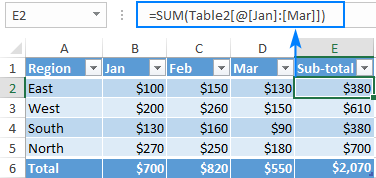 E2 =SUM(Table2[@[Jan]:[Mar]])
A B C D E
1 Region Jan Feb Mar Sub-total
2 East $100 $150 $130 $380
3 West $200 $260 $150 $610
4 South $130 $160 $90 $380
5 North $270 $250 $180 $700
6 Total $700 $820 $550 $2,070